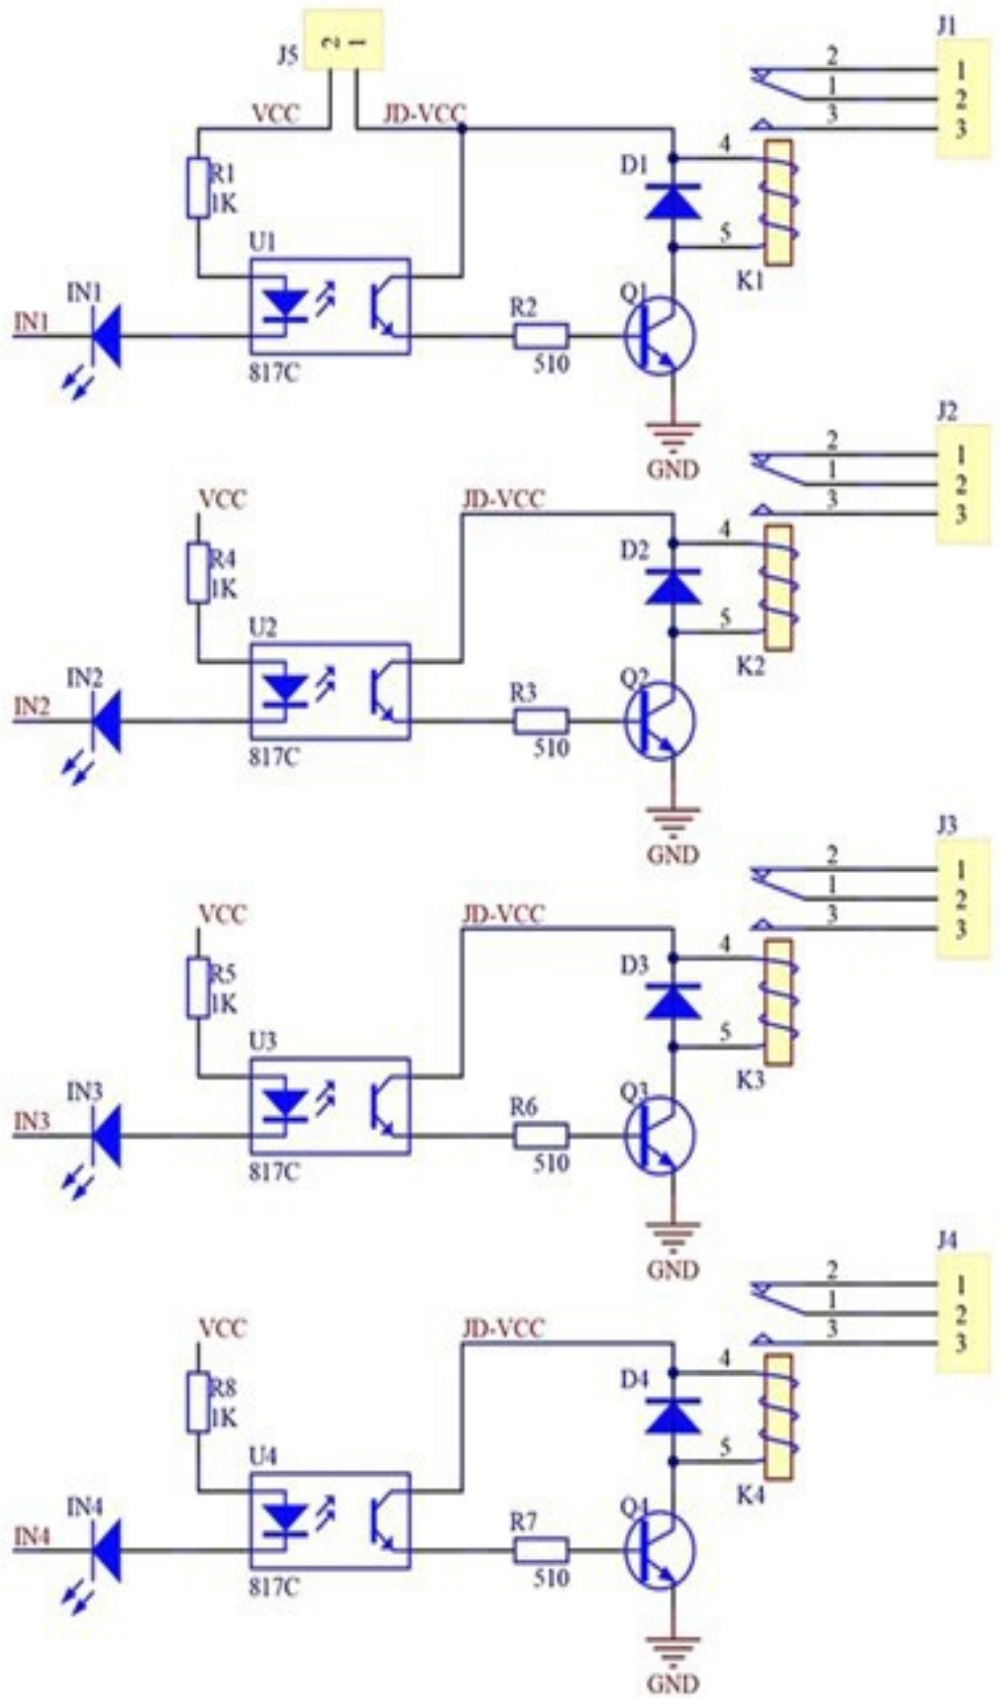 J5
2
1
VCC
JD-VCC
R1
1K
U1
IN1
IN1
817C
R2
510
D1
4
5
Q1
K1
GND
J1
2
1
3
1
2
3
VCC
JD-VCC
R4
1K
U2
IN2
IN2
817C
R3
510
D2
4
5
Q2
K2
GND
J2
2
1
3
1
2
3
VCC
JD-VCC
R5
1K
U3
IN3
IN3
817C
R6
510
D3
4
5
Q3
K3
GND
J3
2
1
3
1
2
3
VCC
JD-VCC
R8
1K
U4
IN4
IN4
817C
R7
510
D4
4
5
Q4
K4
GND
J4
2
1
3
1
2
3